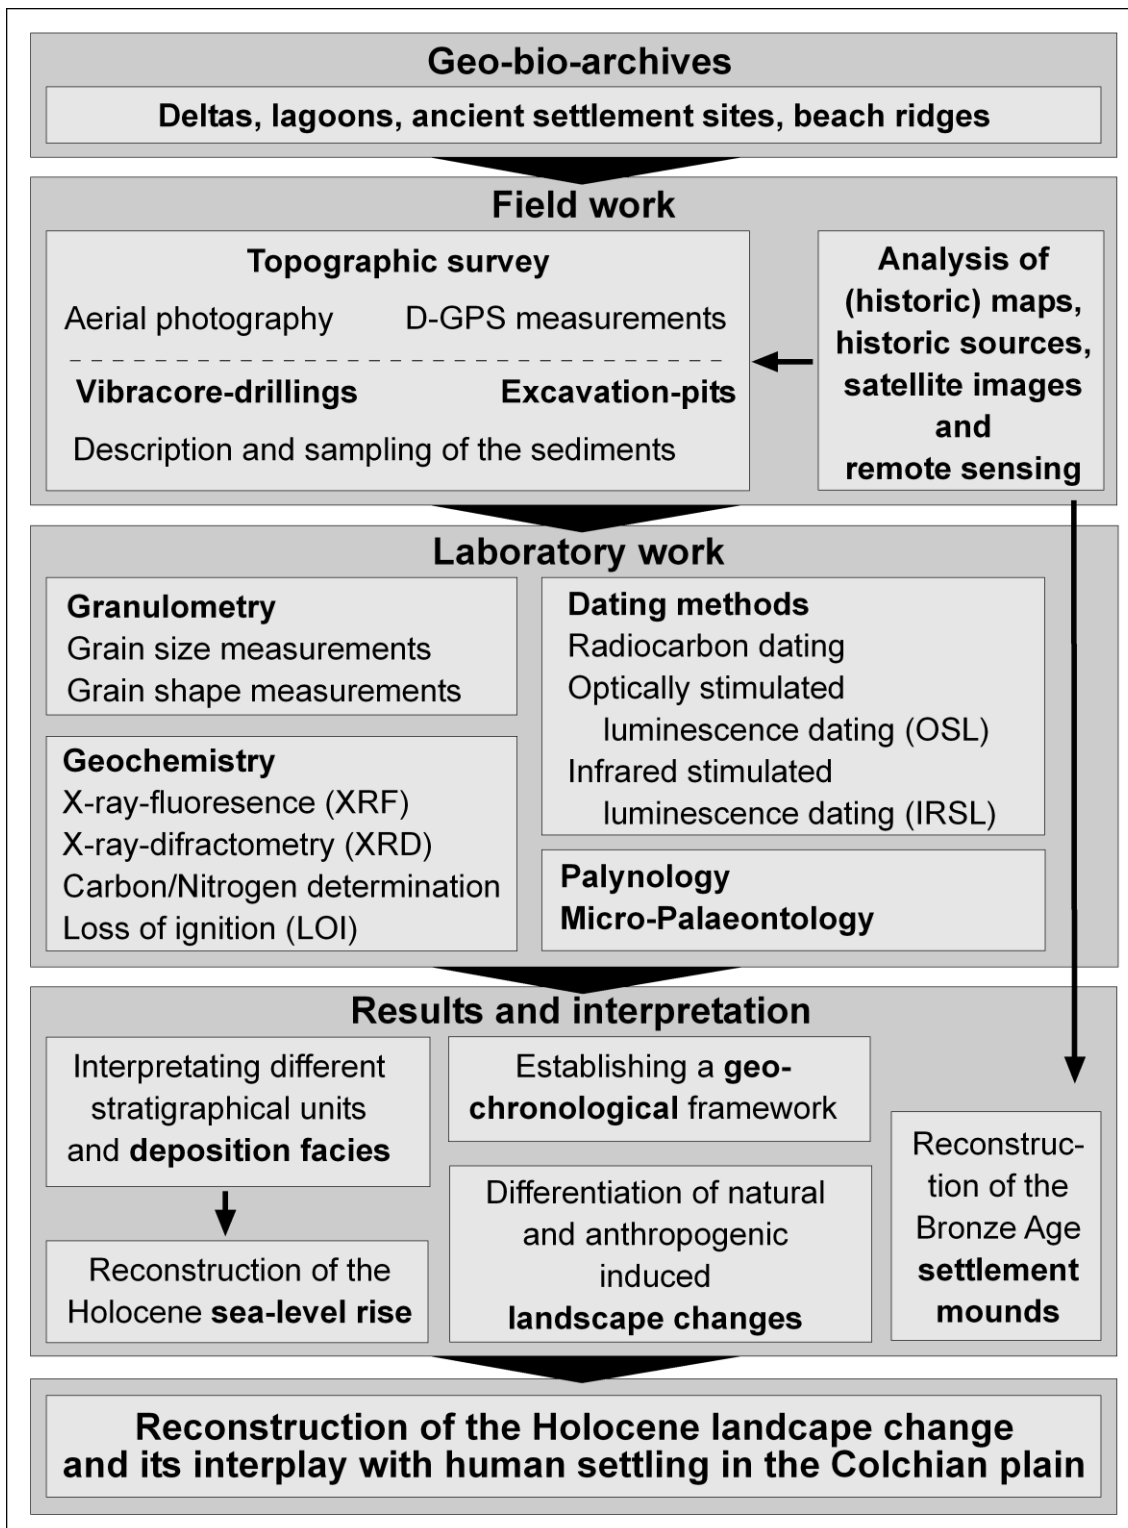 Geo-bio-archives
Deltas, lagoons, ancient settlement sites, beach ridges
Field work
Topographic survey
Aerial photography D-GPS measurements
Vibracore-drillings Excavation-pits
Description and sampling of the sediments
Analysis of
(historic) maps,
historic sources,
satellite images
and
remote sensing
Laboratory work
Granulometry
Grain size measurements
Grain shape measurements
Geochemistry
X-ray-fluoresence (XRF)
X-ray-difractometry (XRD)
Carbon/Nitrogen determination
Loss of ignition (LOI)
Dating methods
Radiocarbon dating
Optically stimulated
luminescence dating (OSL)
Infrared stimulated
luminescence dating (IRSL)
Palynology
Micro-Palaeontology
Results and interpretation
Interpretating different
stratigraphical units
and deposition facies
Reconstruction of the
Holocene sea-level rise
Establishing a geo-
chronological framework
Differentiation of natural
and anthropogenic
induced
landscape changes
Reconstruc-
tion of the
Bronze Age
settlement
mounds
Reconstruction of the Holocene landcape change
and its interplay with human settling in the Colchian plain